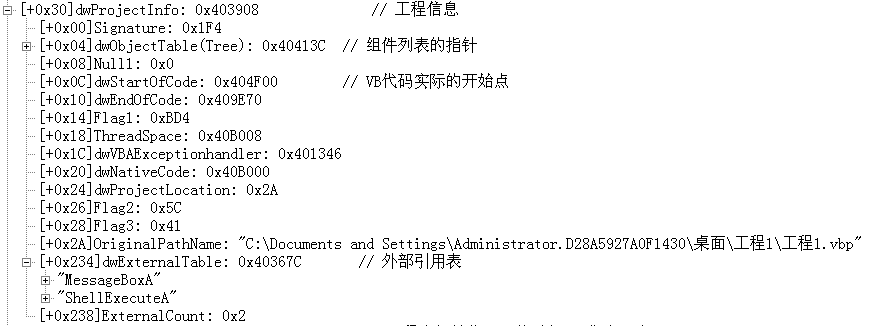 [+0x30]dwProjectInfo: 0x403908 // 工程信息
[+0x00]Signature: 0x1F4
[+0x04]dwObjectTable(Tree): 0x40413C // 组件列表的指针
[+0x08]Null1: 0x0
[+0x0C]dwStartOfCode: 0x404F00 // VB代码实际的开始点
[+0x10]dwEndOfCode: 0x409E70
[+0x14]Flag1: 0xBD4
[+0x18]ThreadSpace: 0x40B008
[+0x1C]dwVBAExceptionhandler: 0x401346
[+0x20]dwNativeCode: 0x40B000
[+0x24]dwProjectLocation: 0x2A
[+0x26]Flag2: 0x5C
[+0x28]Flag3: 0x41
[+0x2A]OriginalPathName: "C:\Documents and Settings\Administrator.D28A5927A0F1430\桌面\工程1\工程1.vbp"
[+0x234]dwExternalTable: 0x40367C // 外部引用表
"MessageBoxA"
"ShellExecuteA"
[+0x238]ExternalCount: 0x2